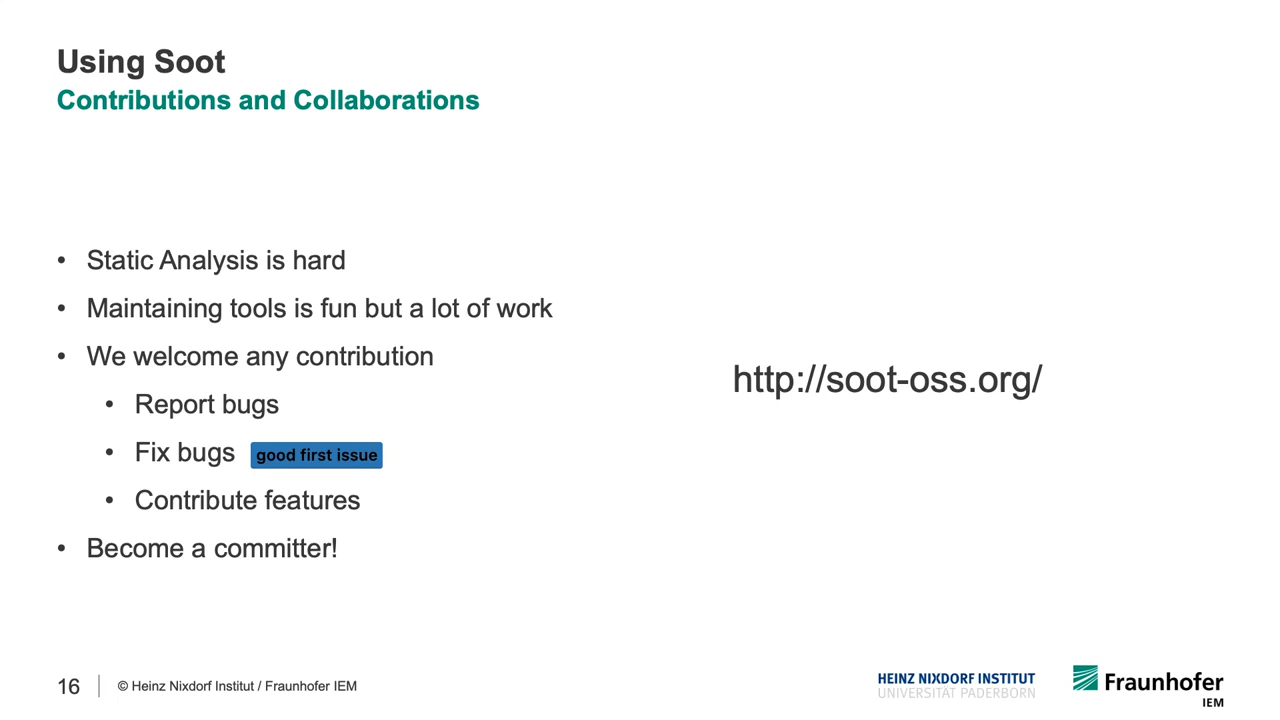 Using Soot
Contributions and Collaborations
• Static Analysis is hard
• Maintaining tools is fun but a lot of work
• We welcome any contribution
• Report bugs
• Fix bugs good first issue
• Contribute features
• Become a committer!
http://soot-oss.org/
16
© Heinz Nixdorf Institut / Fraunhofer IEM
HEINZ NIXDORF INSTITUT
UNIVERSITÄT PADERBORN
Fraunhofer
IEM